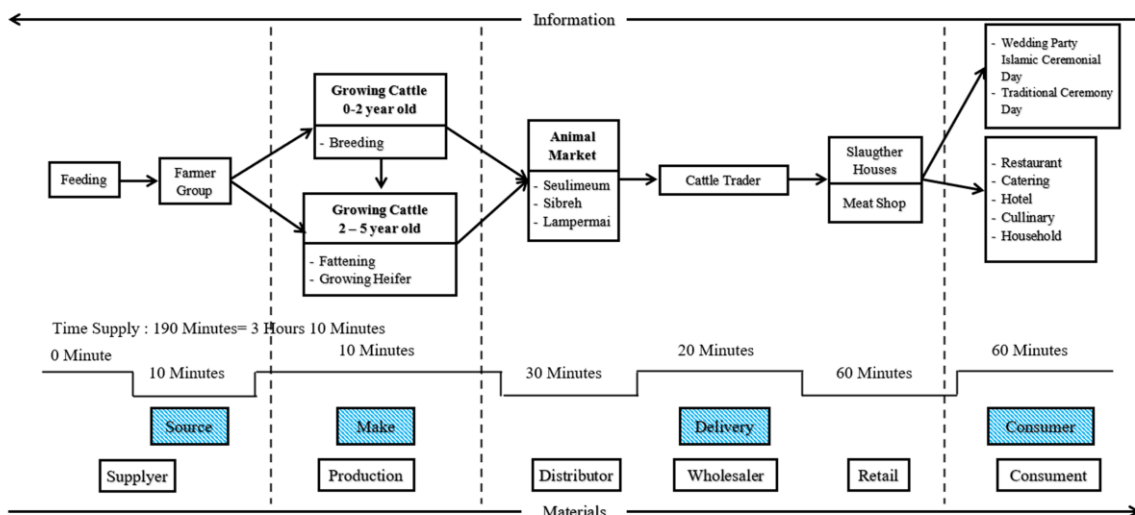 Information
Feeding
Farmer
Group
Growing Cattle
0-2 year old
- Breeding
Growing Cattle
2 – 5 year old
- Fattening
- Growing Heifer
Animal
Market
- Seulimeum
- Sibreh
- Lampermai
Cattle Trader
Slaugther
Houses
Meat Shop
- Wedding Party
Islamic Ceremonial
Day
- Traditional Ceremony
Day
- Restaurant
- Catering
- Hotel
- Cullinary
- Household
Time Supply : 190 Minutes= 3 Hours 10 Minutes
0 Minute
10 Minutes
10 Minutes
30 Minutes
20 Minutes
60 Minutes
60 Minutes
Source
Make
Delivery
Consumer
Supplyer
Production
Distributor
Wholesaler
Retail
Consument
Materials